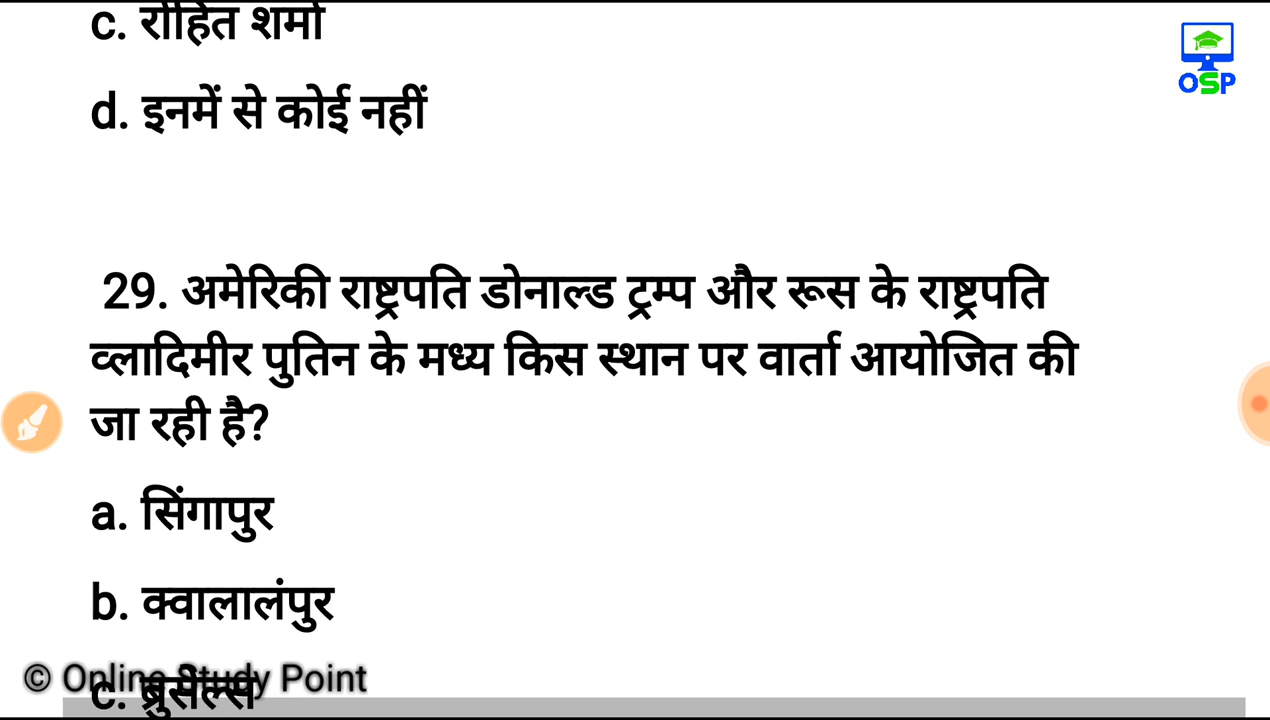 c. रोहित शर्मा
OSP
d. इनमें से कोई नहीं
29. अमेरिकी राष्ट्रपति डोनाल्ड ट्रम्प और रूस के राष्ट्रपति
व्लादिमीर पुतिन के मध्य किस स्थान पर वार्ता आयोजित की
जा रही है?
a. सिंगापुर
b. क्वालालंपुर
© Online Study Point
c. ब्रुसेल्स